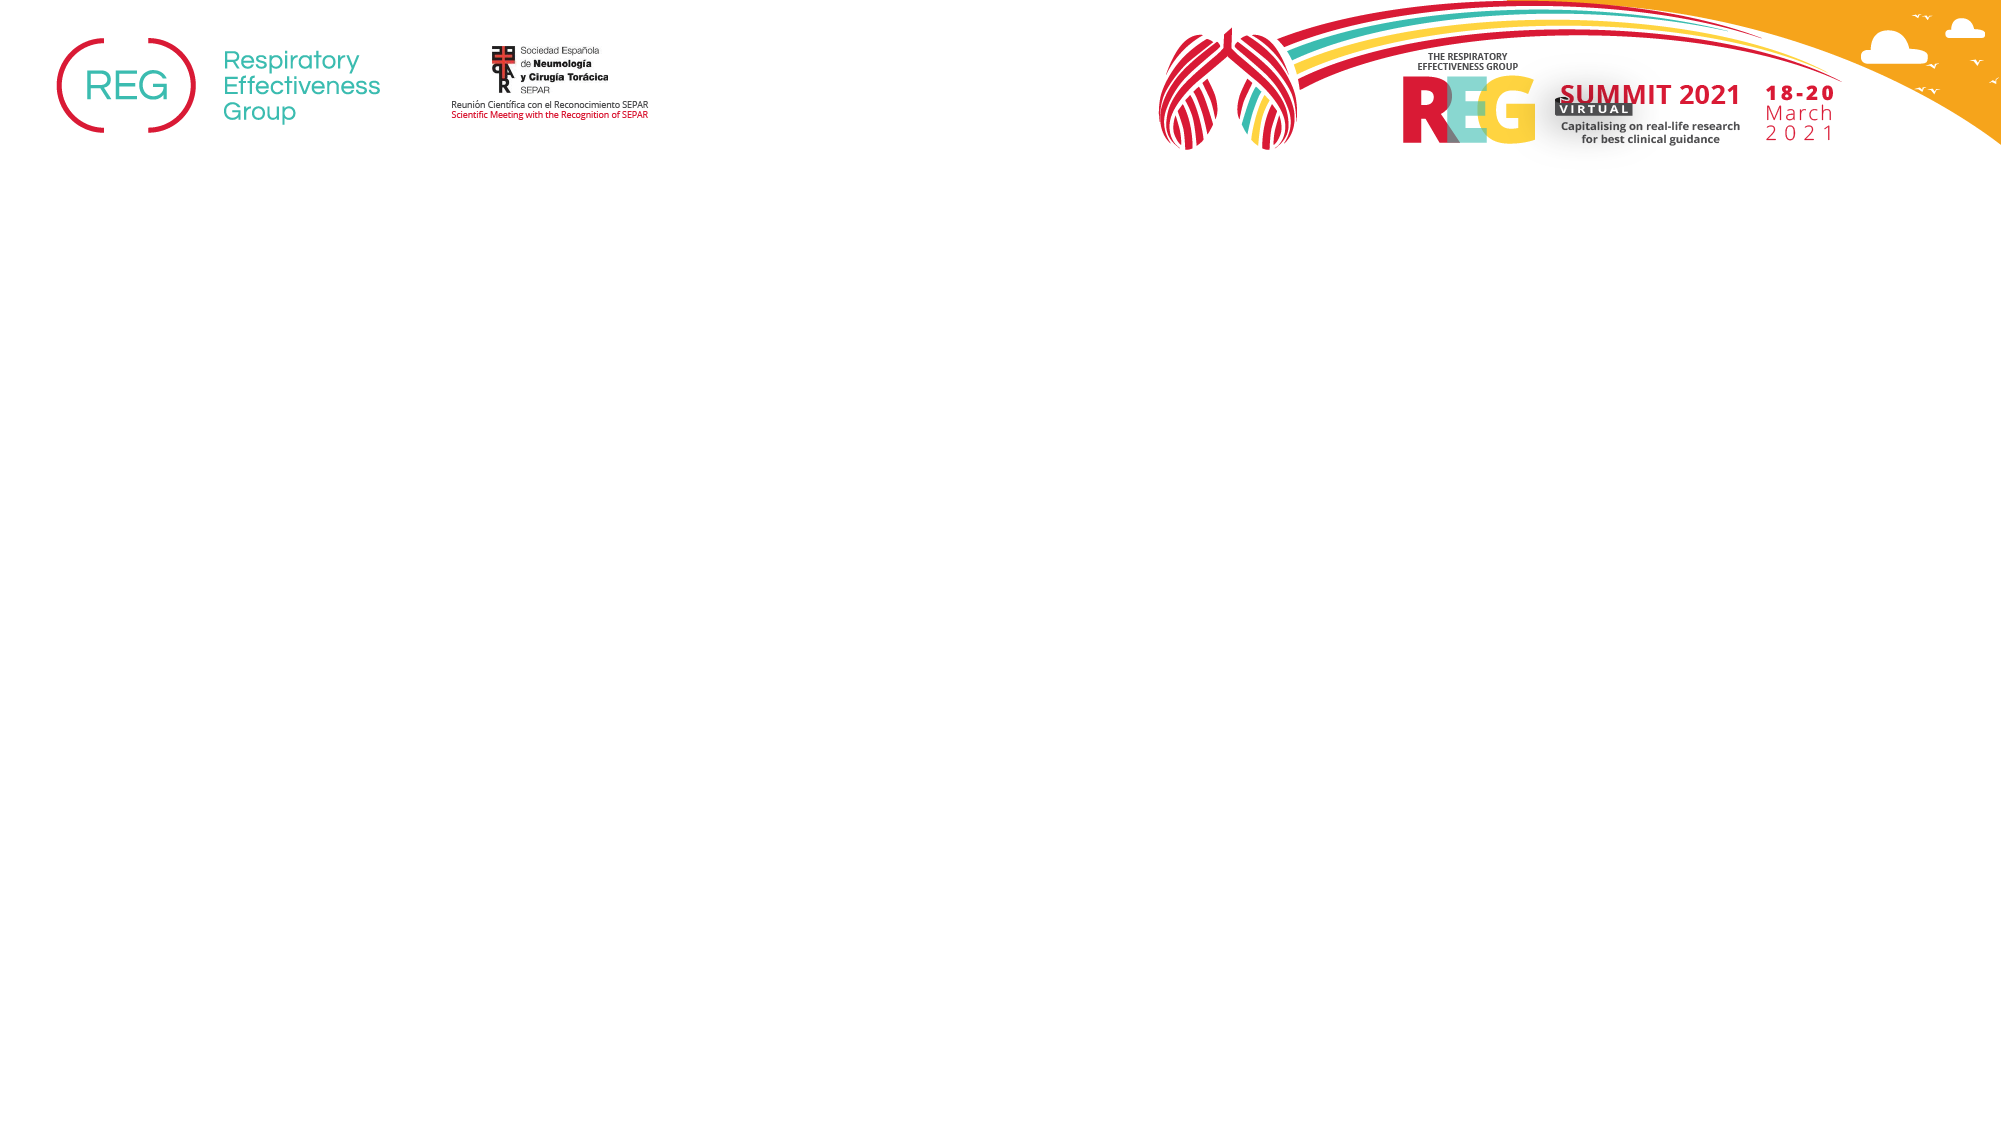 REG
Respiratory
Effectiveness
Group
SEPAR
Sociedad Española
de Neumología
y Cirugía Torácica
SEPAR
Reunión Científica con el Reconocimiento SEPAR
Scientific Meeting with the Recognition of SEPAR
THE RESPIRATORY
EFFECTIVENESS GROUP
REG
SUMMIT 2021
VIRTUAL
Capitalising on real-life research
for best clinical guidance
18-20
March
2021